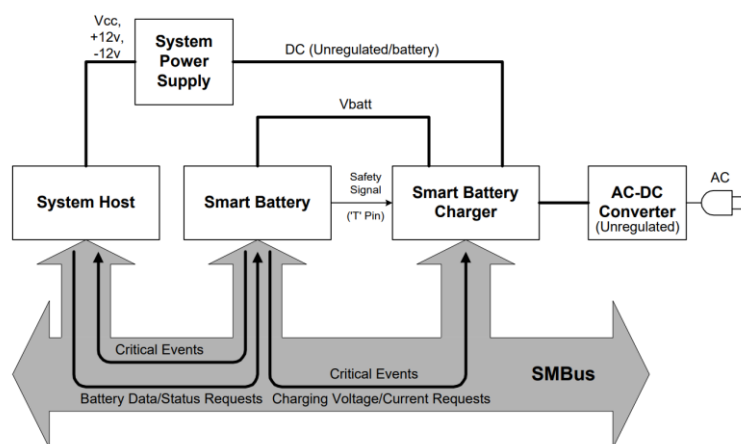 Vcc,
+12v,
-12v
System
Power
Supply
DC (Unregulated/battery)
Vbatt
System Host
Smart Battery
Safety
Signal
('T' Pin)
Smart Battery
Charger
AC-DC
Converter
(Unregulated)
AC
Critical Events
Battery Data/Status Requests
Critical Events
Charging Voltage/Current Requests
SMBus